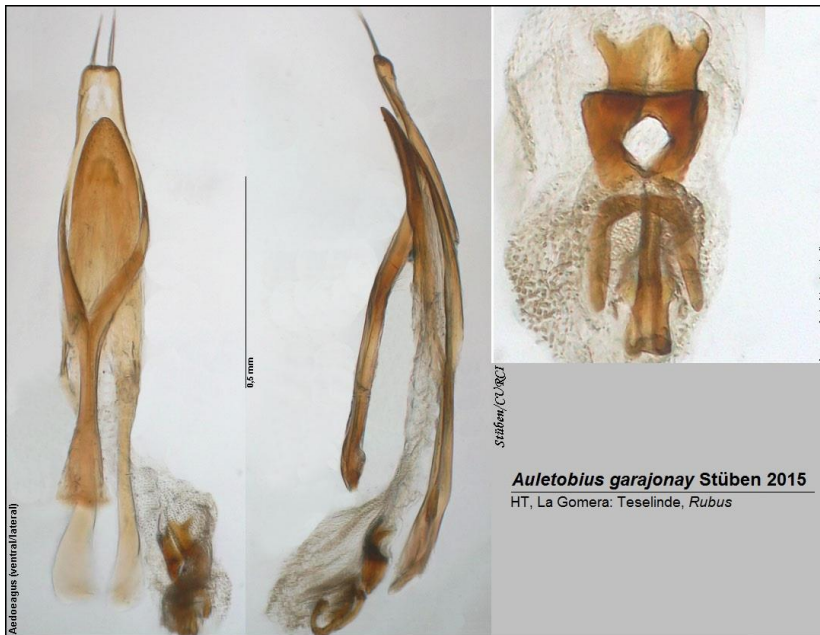 Aedoeagus (ventral/lateral)
0,5 mm
Stüben/CURCI
Auletobius garajonay Stüben 2015
HT, La Gomera: Teselinde, Rubus